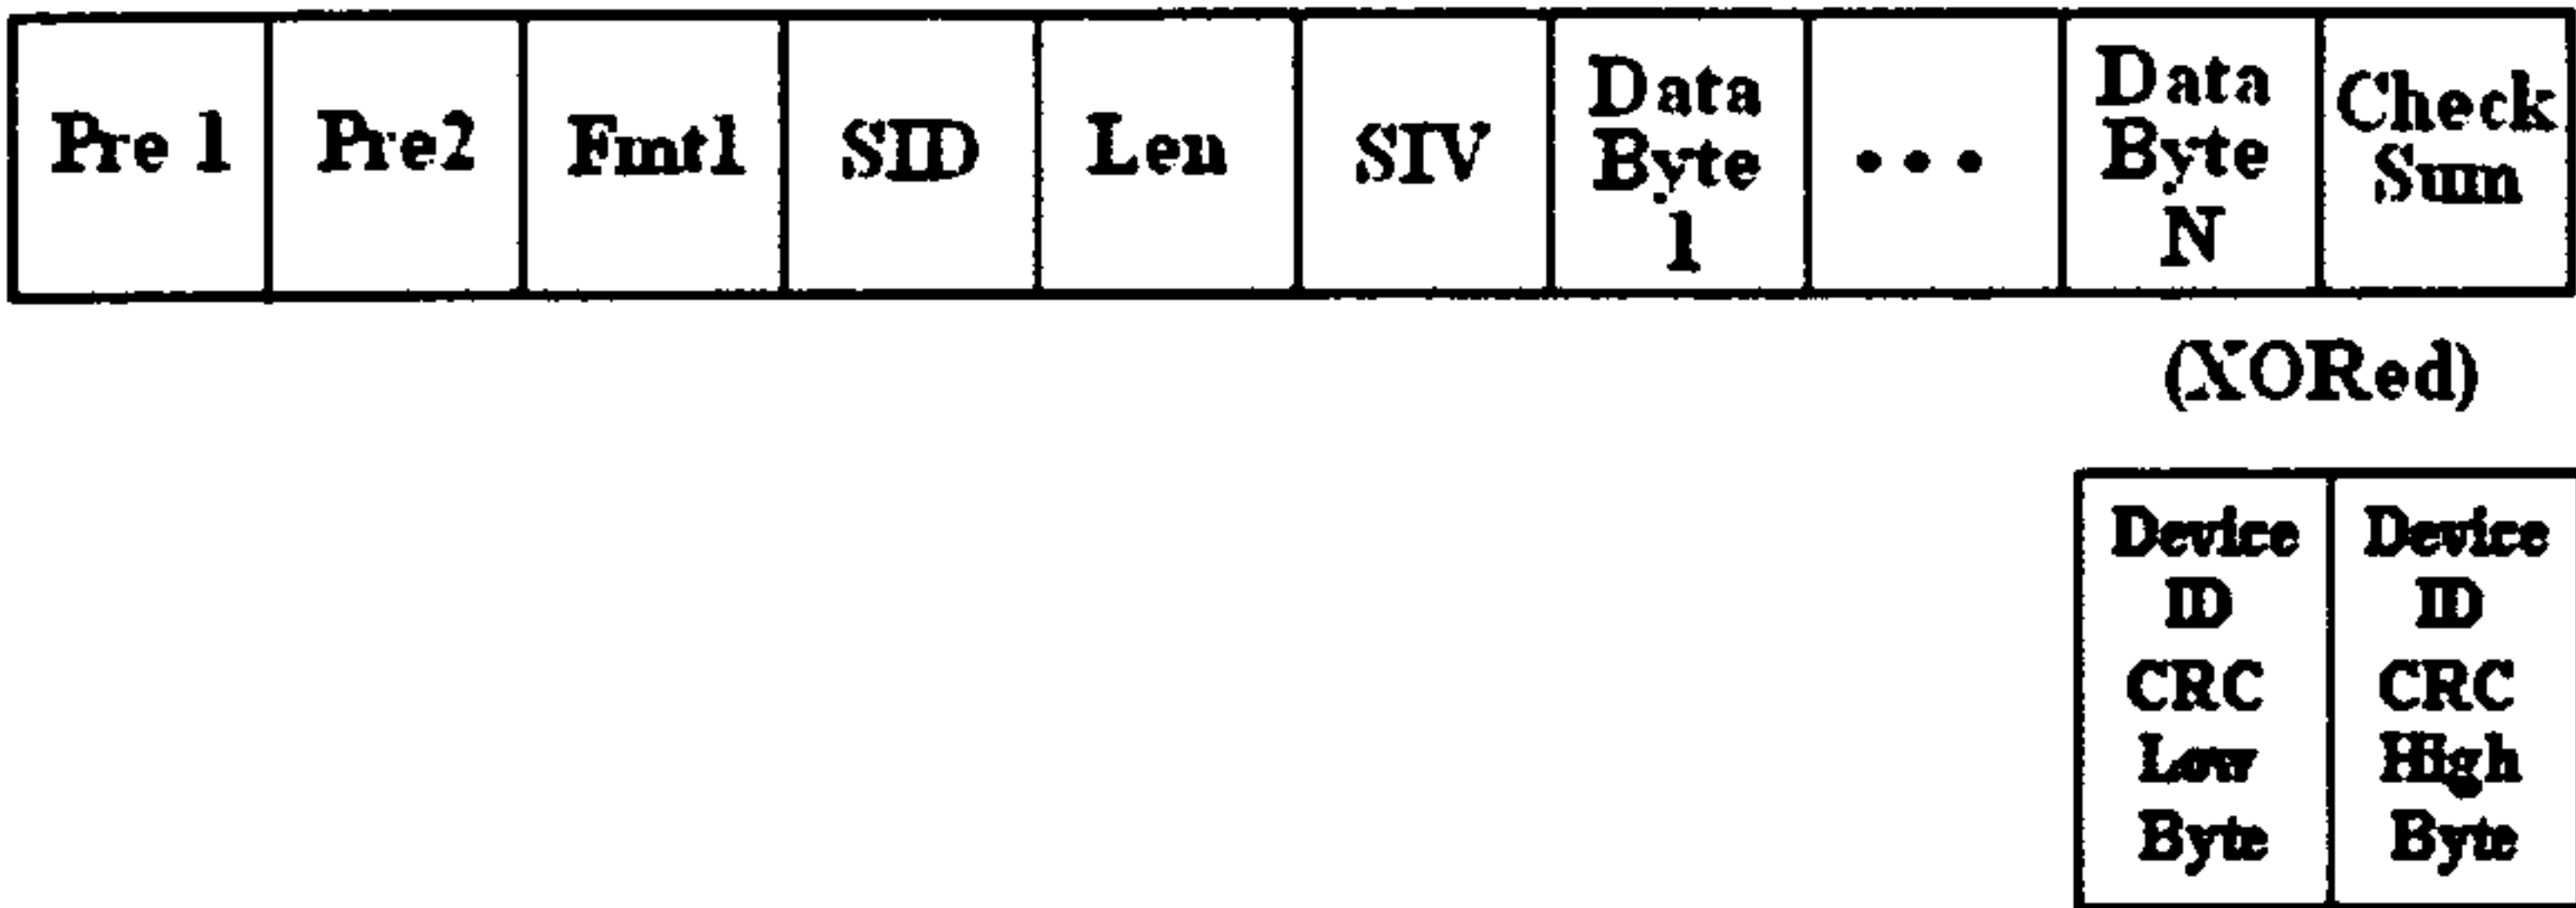 Pre 1
Pre2
Fmt1
SID
Len
SIV
Data
Byte
1
•••
Data
Byte
N
Check
Sum
(XORed)
Device
ID
CRC
Low
Byte
Device
ID
CRC
High
Byte